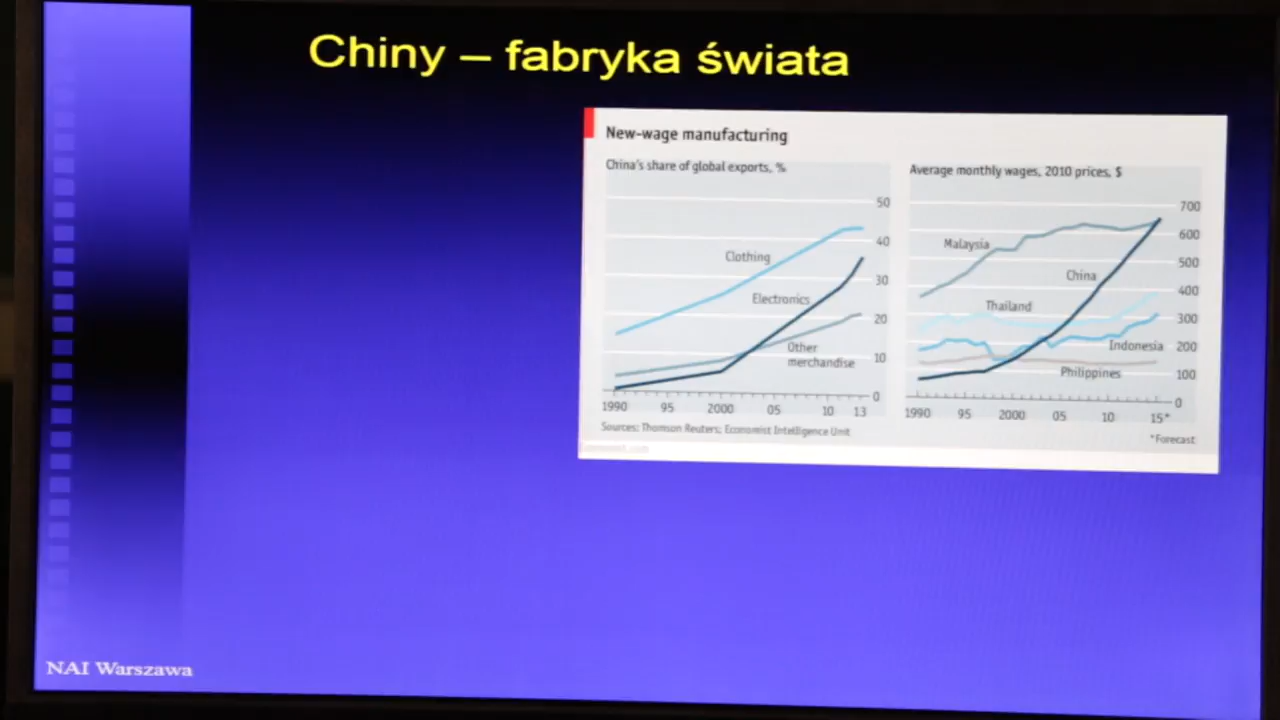 Chiny – fabryka świata
New-wage manufacturing
China's share of global exports, %
50
40
30
20
10
0
Clothing
Electronics
Other
merchandise
1990 95 2000 05 10 13
Sources: Thomson Reuters; Economist Intelligence Unit
Average monthly wages, 2010 prices, $
700
600
500
400
300
200
100
0
Malaysia
China
Thailand
Indonesia
Philippines
1990 95 2000 05 10 15*
*Forecast
NAI Warszawa